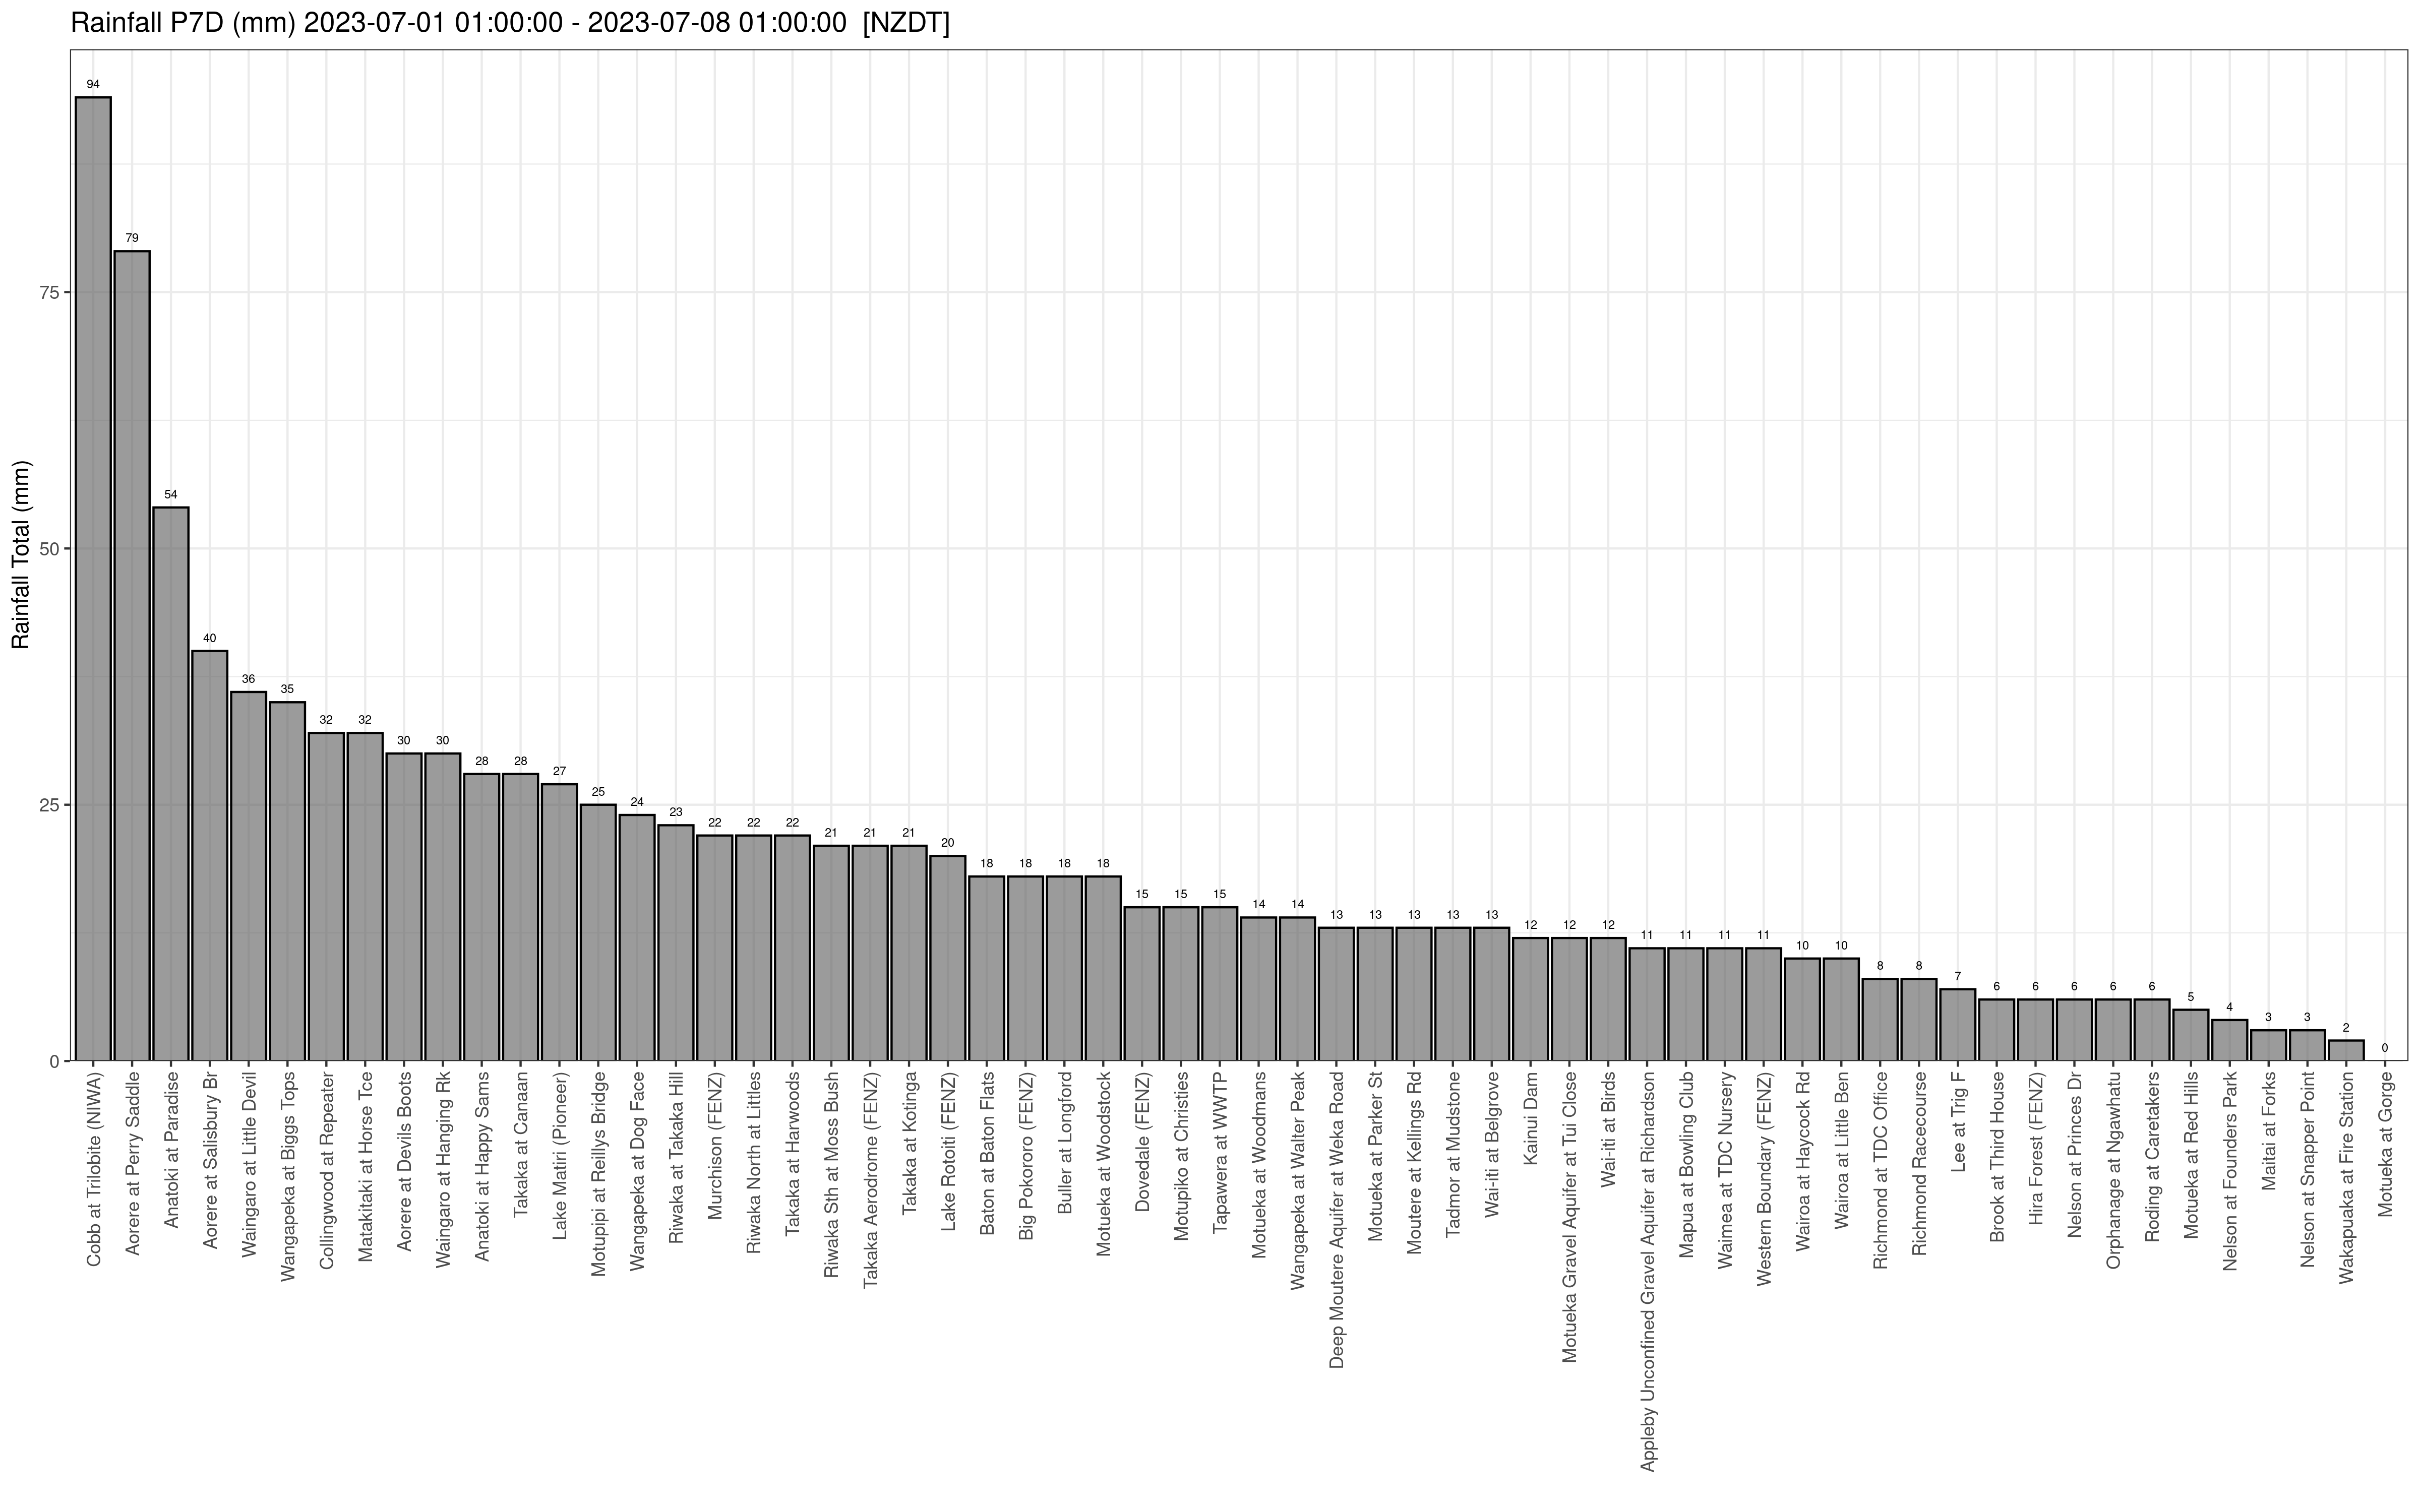 Rainfall P7D (mm) 2023-07-01 01:00:00 - 2023-07-08 01:00:00 [NZDT]
Rainfall Total (mm)
75
50
25
0
94
79
54
40
36
35
32
32
30
30
28
28
27
25
24
23
22
22
22
21
21
21
20
18
18
18
18
15
15
15
14
14
13
13
13
13
13
12
12
12
11
11
11
11
10
10
8
8
7
6
6
6
6
6
5
4
3
3
2
0
Cobb at Trilobite (NIWA)
Aorere at Perry Saddle
Anatoki at Paradise
Aorere at Salisbury Br
Waingaro at Little Devil
Wangapeka at Biggs Tops
Collingwood at Repeater
Matakitaki at Horse Tce
Aorere at Devils Boots
Waingaro at Hanging Rk
Anatoki at Happy Sams
Takaka at Canaan
Lake Matiri (Pioneer)
Motupipi at Reillys Bridge
Wangapeka at Dog Face
Riwaka at Takaka Hill
Murchison (FENZ)
Riwaka North at Littles
Takaka at Harwoods
Riwaka Sth at Moss Bush
Takaka Aerodrome (FENZ)
Takaka at Kotinga
Lake Rotoiti (FENZ)
Baton at Baton Flats
Big Pokororo (FENZ)
Buller at Longford
Motueka at Woodstock
Dovedale (FENZ)
Motupiko at Christies
Tapawera at WWTP
Motueka at Woodmans
Wangapeka at Walter Peak
Deep Moutere Aquifer at Weka Road
Motueka at Parker St
Moutere at Kellings Rd
Tadmor at Mudstone
Wai-iti at Belgrove
Kainui Dam
Motueka Gravel Aquifer at Tui Close
Wai-iti at Birds
Appleby Unconfined Gravel Aquifer at Richardson
Mapua at Bowling Club
Waimea at TDC Nursery
Western Boundary (FENZ)
Wairoa at Haycock Rd
Wairoa at Little Ben
Richmond at TDC Office
Richmond Racecourse
Lee at Trig F
Brook at Third House
Hira Forest (FENZ)
Nelson at Princes Dr
Orphanage at Ngawhatu
Roding at Caretakers
Motueka at Red Hills
Nelson at Founders Park
Maitai at Forks
Nelson at Snapper Point
Wakapuaka at Fire Station
Motueka at Gorge